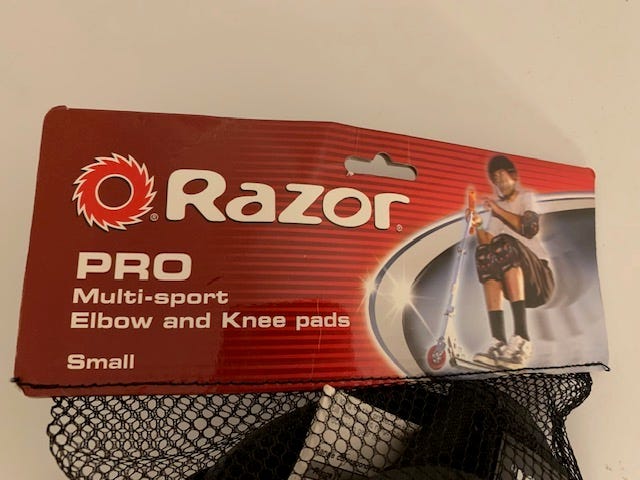 Razor®
PRO
Multi-sport
Elbow and Knee pads
Small